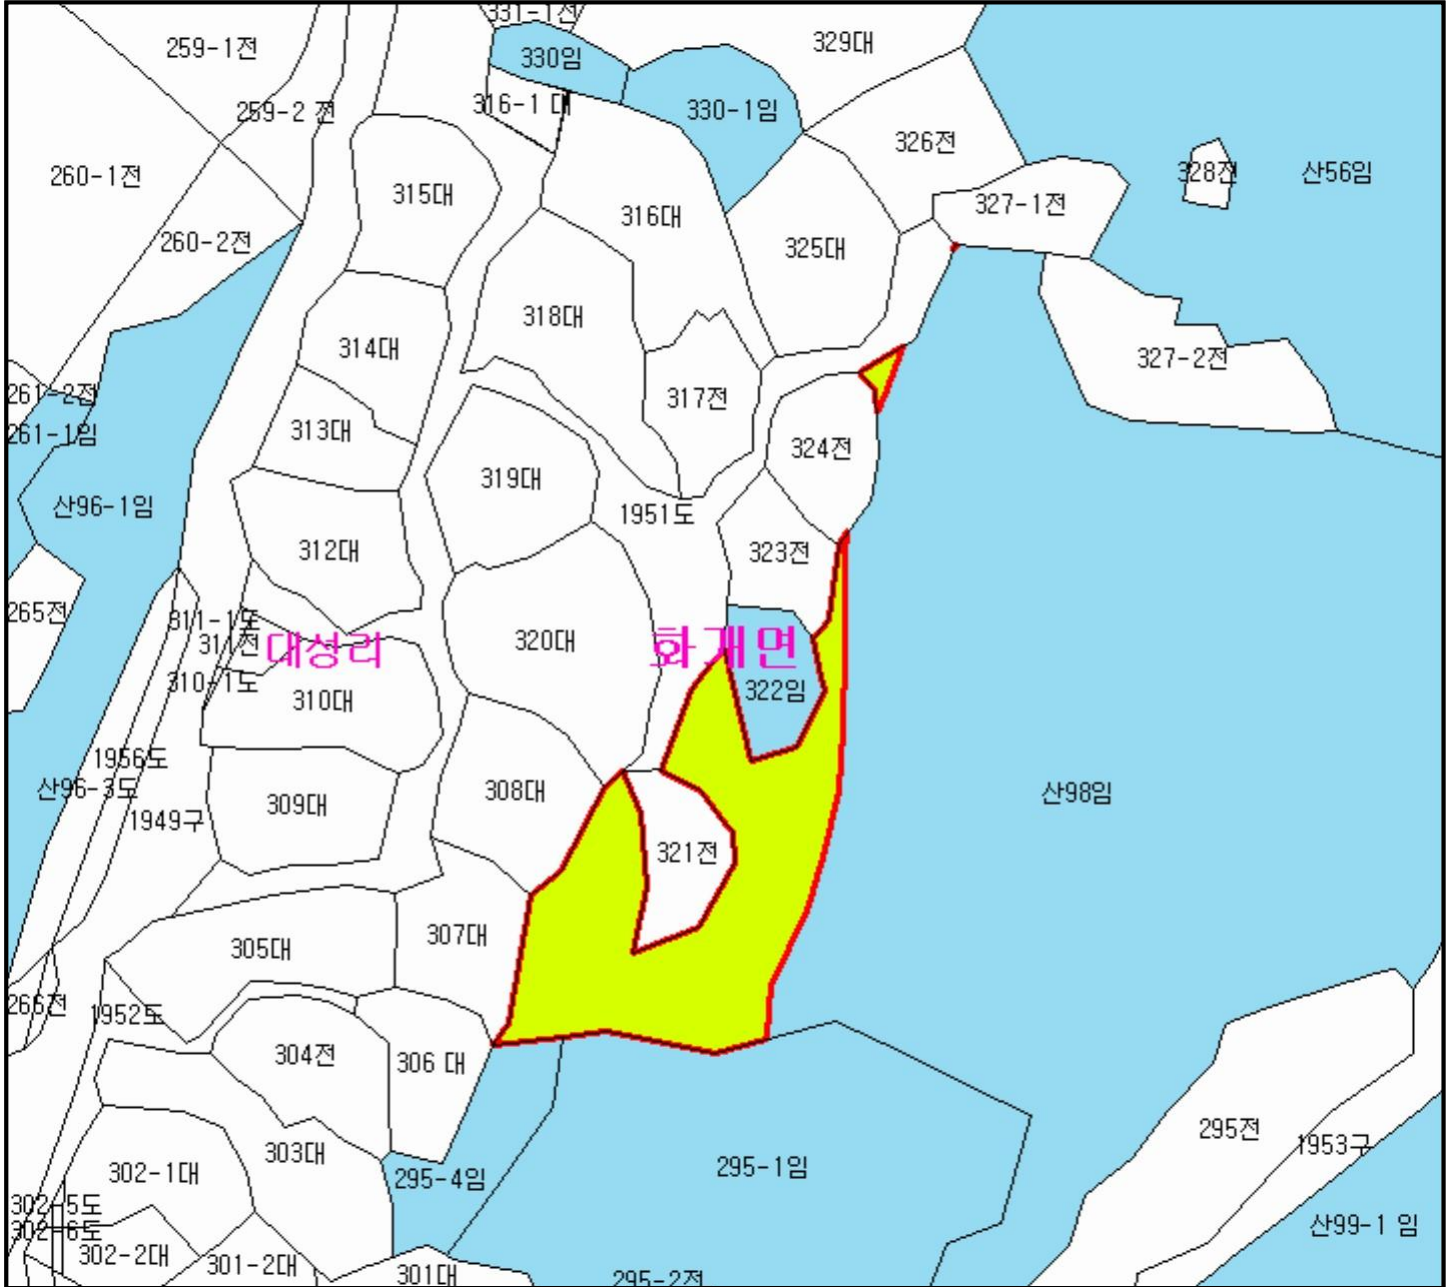 331-1전
259-1전
329대
330임
259-2 전
316-1 대
330-1임
326전
260-1전
328전
산56임
315대
327-1전
316대
260-2전
325대
318대
314대
327-2전
261-2전
317전
313대
261-1임
324전
319대
산96-1임
1951도
312대
323전
265전
311-1도
311전
대성리
320대
화개면
310-1도
310대
322임
1956도
산96-3도
308대
산98임
309대
1949구
321전
307대
305대
266전
1952도
304전
306 대
295전
1953구
303대
302-1대
295-4임
295-1임
302-5도
302-6도
산99-1 임
302-2대
301-2대
301대
295-2전